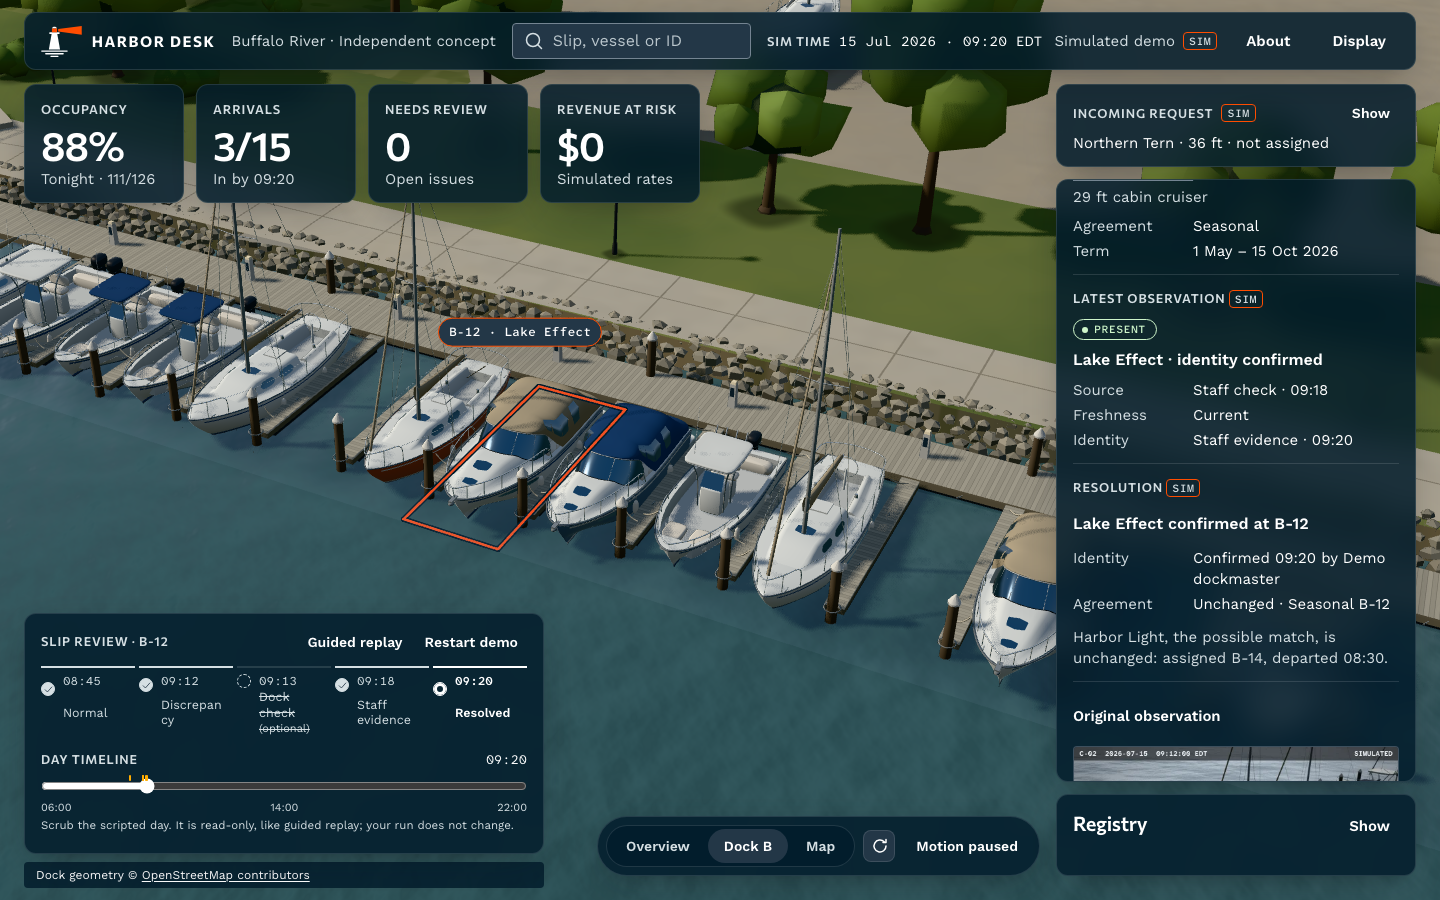 HARBOR DESK
Buffalo River · Independent concept
Slip, vessel or ID
SIM TIME 15 Jul 2026 · 09:20 EDT
Simulated demo SIM
About
Display
OCCUPANCY
88%
Tonight · 111/126
ARRIVALS
3/15
In by 09:20
NEEDS REVIEW
0
Open issues
REVENUE AT RISK
$0
Simulated rates
INCOMING REQUEST SIM
Show
Northern Tern · 36 ft · not assigned
29 ft cabin cruiser
Agreement Seasonal
Term 1 May – 15 Oct 2026
LATEST OBSERVATION SIM
PRESENT
Lake Effect · identity confirmed
Source Staff check · 09:18
Freshness Current
Identity Staff evidence · 09:20
RESOLUTION SIM
Lake Effect confirmed at B-12
Identity Confirmed 09:20 by Demo
dockmaster
Agreement Unchanged · Seasonal B-12
Harbor Light, the possible match, is
unchanged: assigned B-14, departed 08:30.
Original observation
C-02 2026-07-15 09:12:00 EDT SIMULATED
Registry
Show
B-12 · Lake Effect
SLIP REVIEW · B-12
Guided replay
Restart demo
08:45
Normal
09:12
Discrepan
cy
09:13
Dock
check
(optional)
09:18
Staff
evidence
09:20
Resolved
DAY TIMELINE
09:20
06:00 14:00 22:00
Scrub the scripted day. It is read-only, like guided replay; your run does not change.
Dock geometry © OpenStreetMap contributors
Overview
Dock B
Map
Motion paused